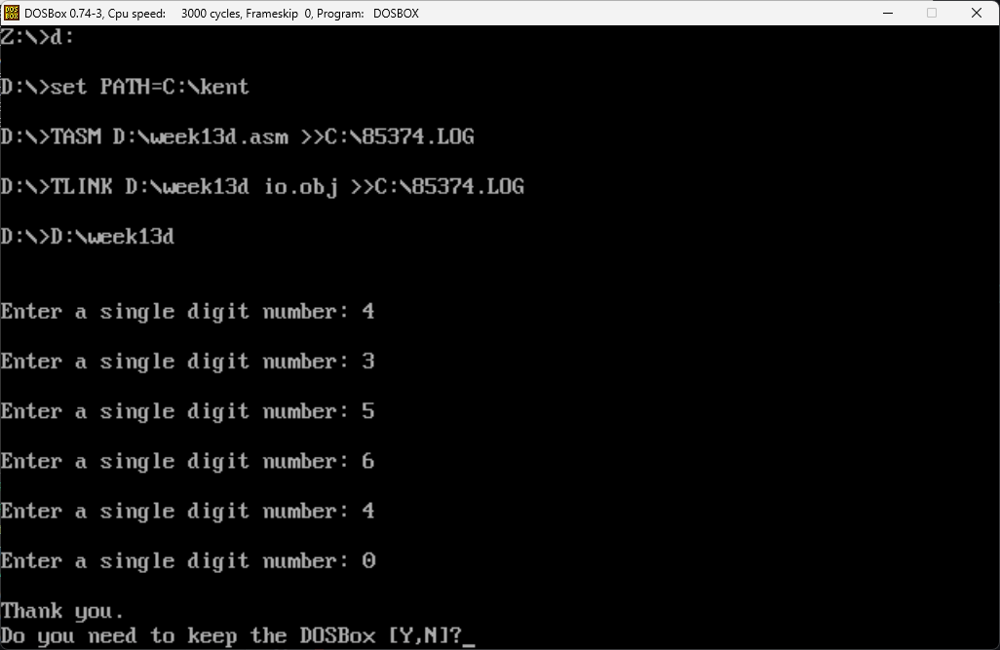 DOSBox 0.74-3, Cpu speed: 3000 cycles, Frameskip 0, Program: DOSBOX
Z:\>d:
D:\>set PATH=C:\kent
D:\>TASM D:\week13d.asm >>C:\85374.LOG
D:\>TLINK D:\week13d io.obj >>C:\85374.LOG
D:\>D:\week13d
Enter a single digit number: 4
Enter a single digit number: 3
Enter a single digit number: 5
Enter a single digit number: 6
Enter a single digit number: 4
Enter a single digit number: 0
Thank you.
Do you need to keep the DOSBox [Y,N]?_